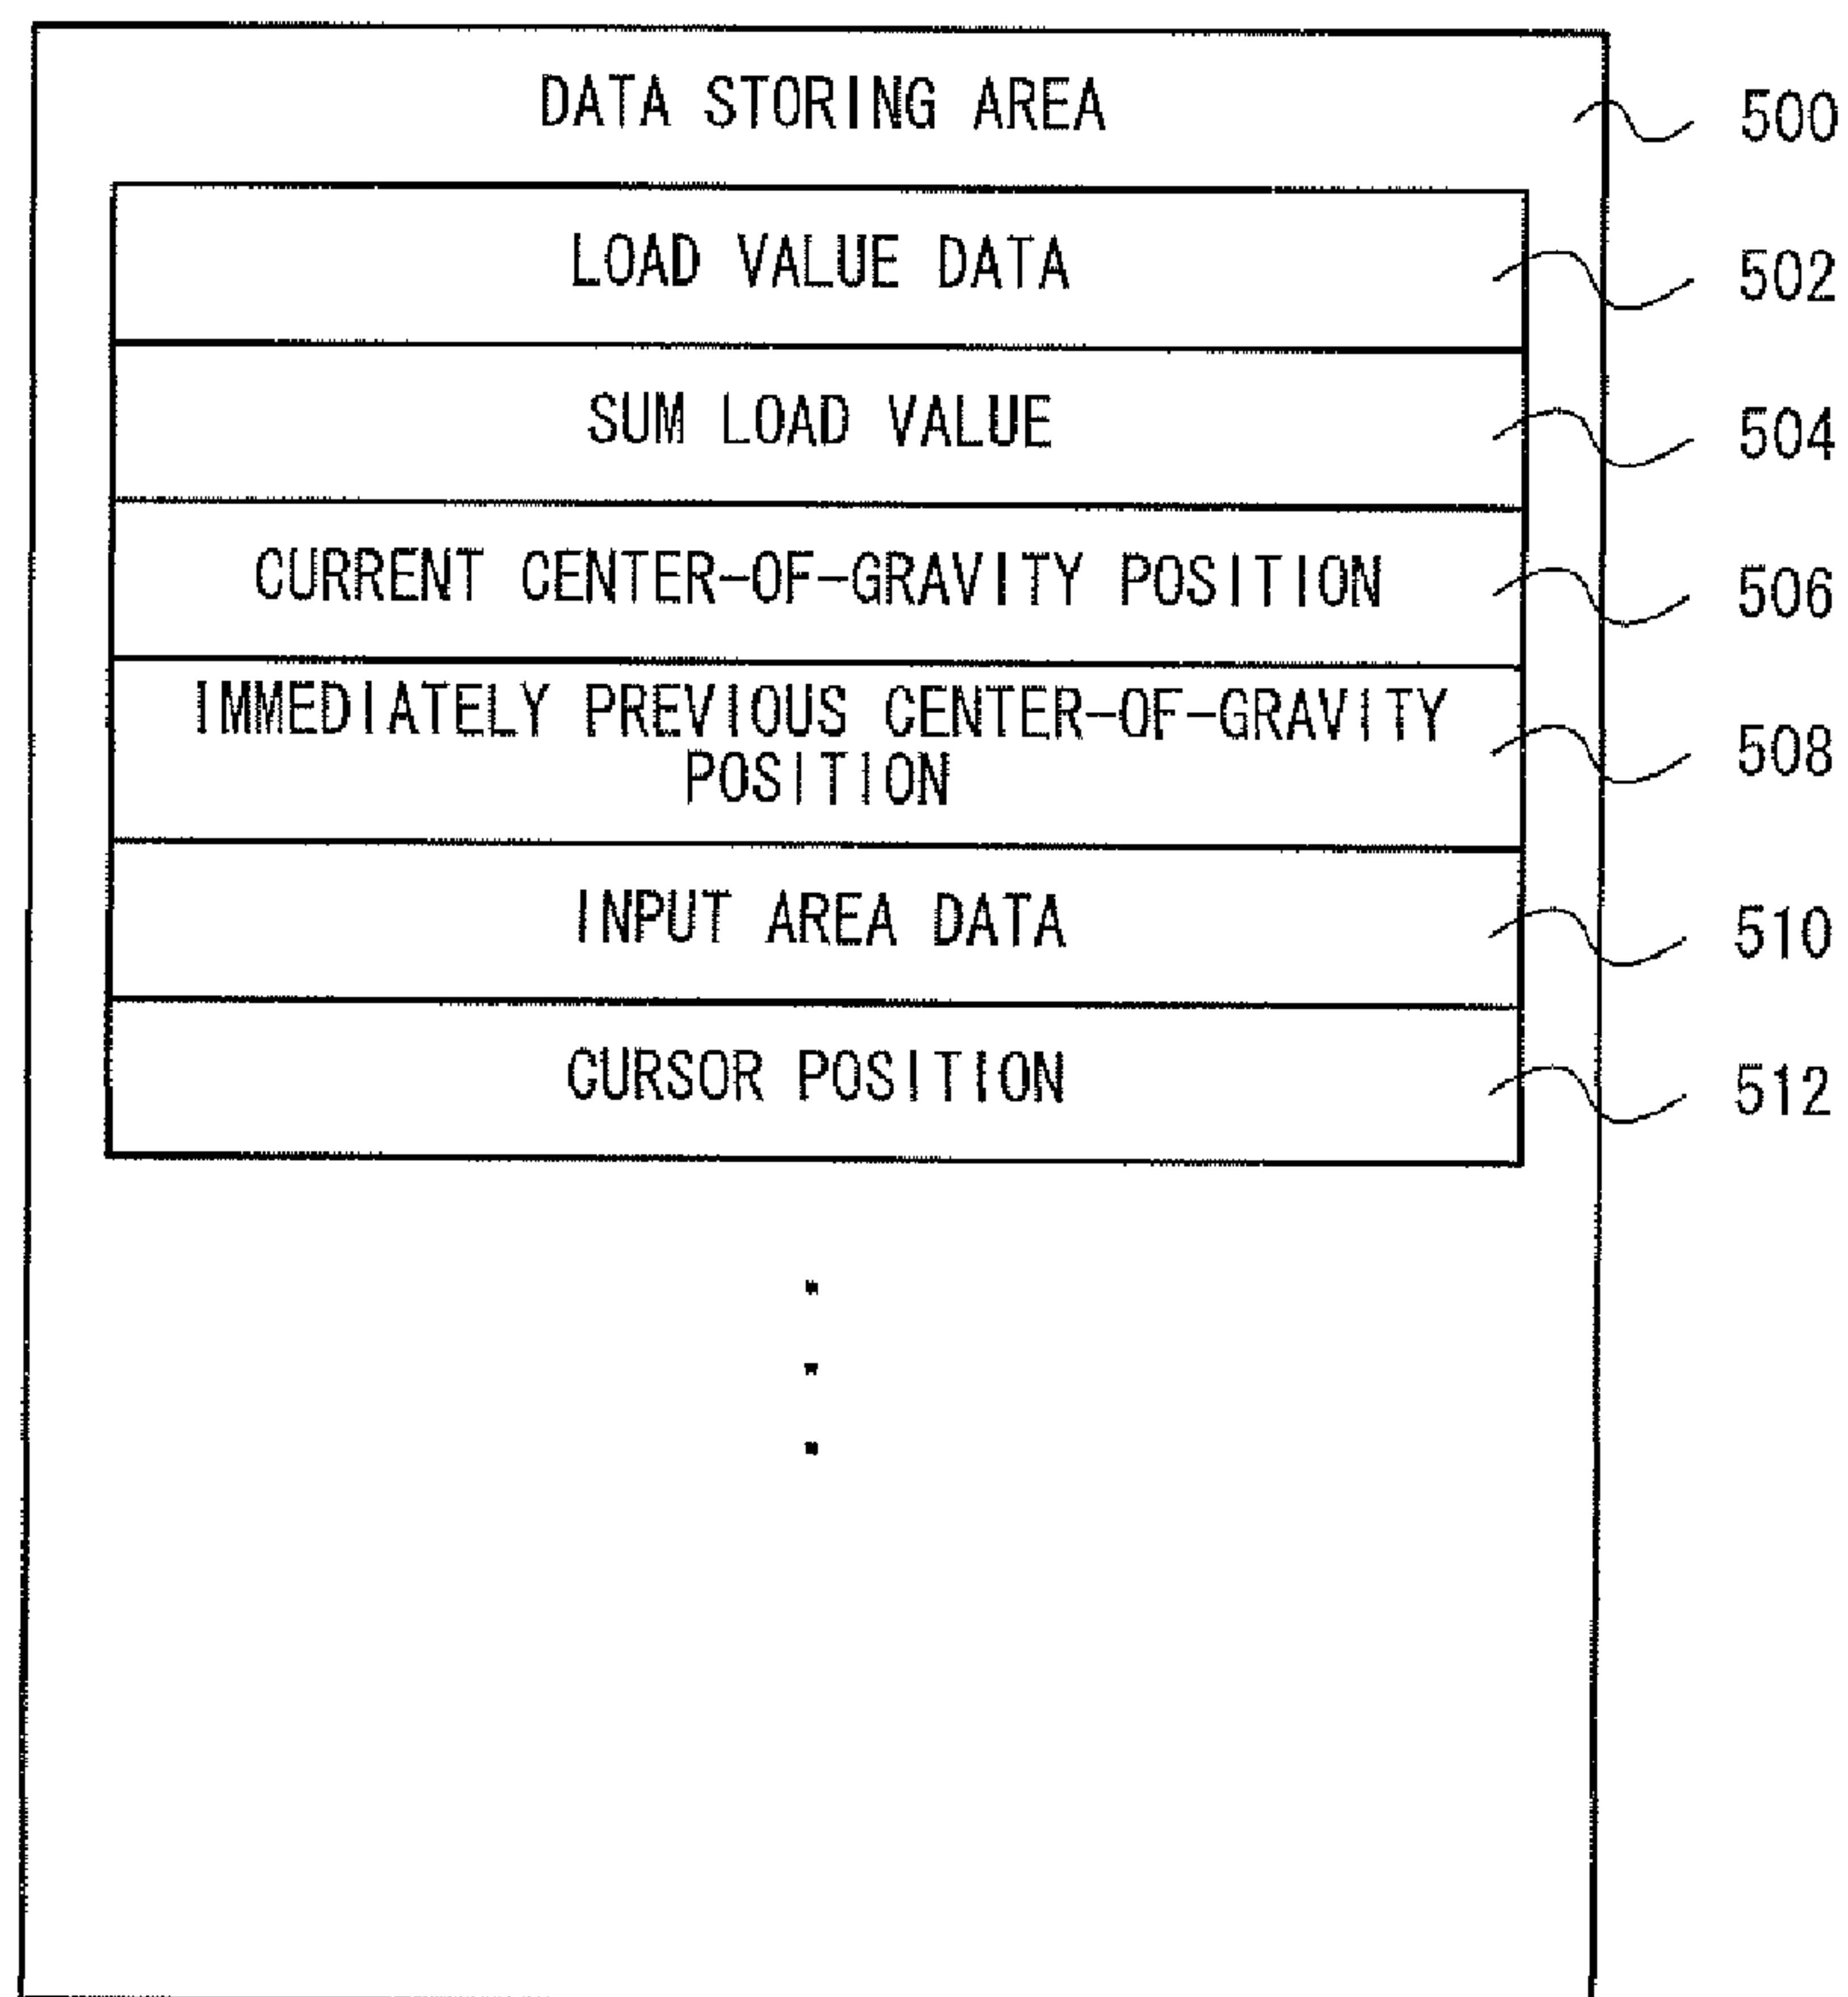 DATA STORING AREA 500
LOAD VALUE DATA 502
SUM LOAD VALUE 504
CURRENT CENTER-OF-GRAVITY POSITION 506
IMMEDIATELY PREVIOUS CENTER-OF-GRAVITY
POSITION 508
INPUT AREA DATA 510
CURSOR POSITION 512